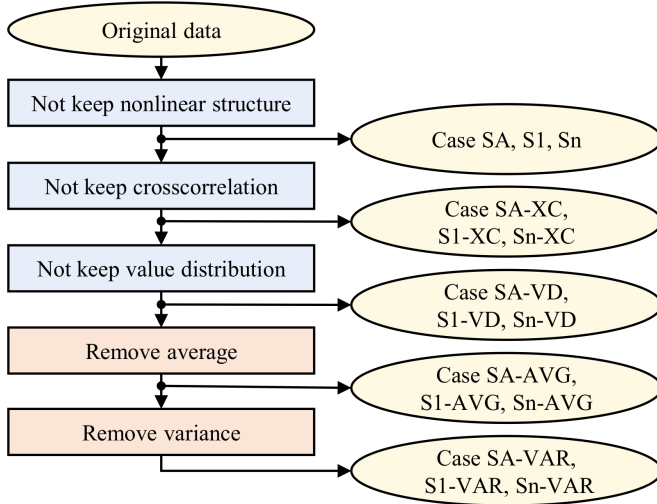 Original data
Not keep nonlinear structure
Case SA, S1, Sn
Not keep crosscorrelation
Case SA-XC,
S1-XC, Sn-XC
Not keep value distribution
Case SA-VD,
S1-VD, Sn-VD
Remove average
Case SA-AVG,
S1-AVG, Sn-AVG
Remove variance
Case SA-VAR,
S1-VAR, Sn-VAR